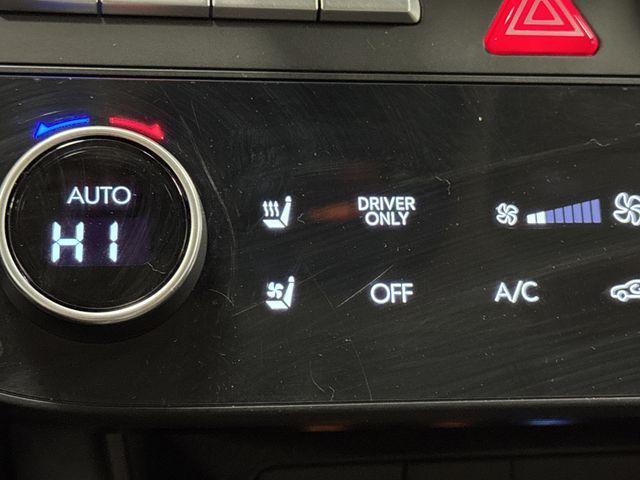 AUTO
HI
DRIVER
ONLY
OFF
A/C